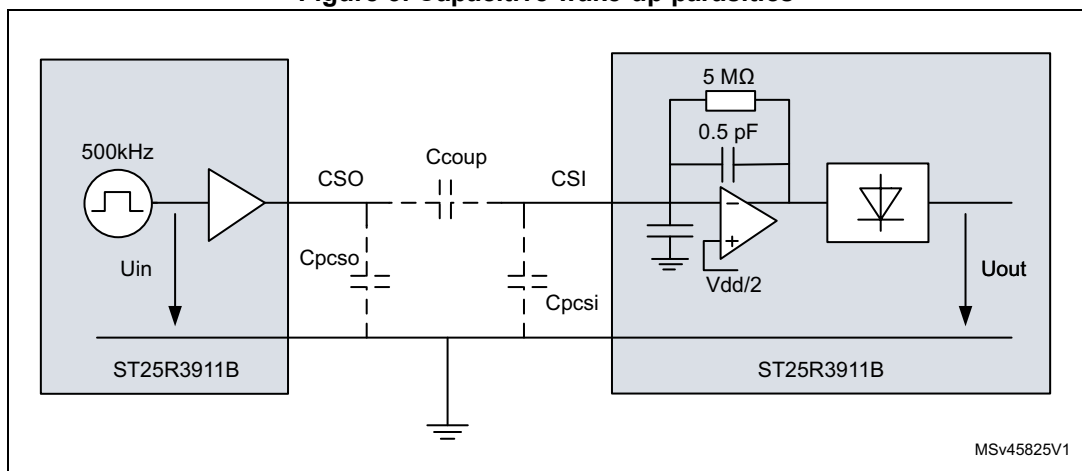 Figure 8. Capacitive wake-up parasitics
5 MΩ
0.5 pF
500kHz
Ccoup
CSO
CSI
Cpcso
Uin
Cpcsi
Vdd/2
Uout
ST25R3911B
ST25R3911B
MSv45825V1